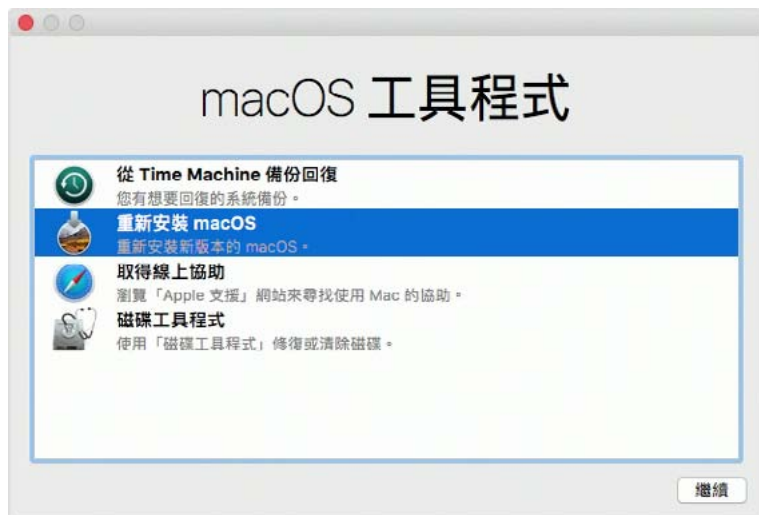 macOS 工具程式
從 Time Machine 備份回復
您有想要回復的系統備份。
重新安裝 macOS
重新安裝新版本的 macOS。
取得線上協助
瀏覽「Apple 支援」網站來尋找使用 Mac 的協助。
磁碟工具程式
使用「磁碟工具程式」修復或清除磁碟。
繼續